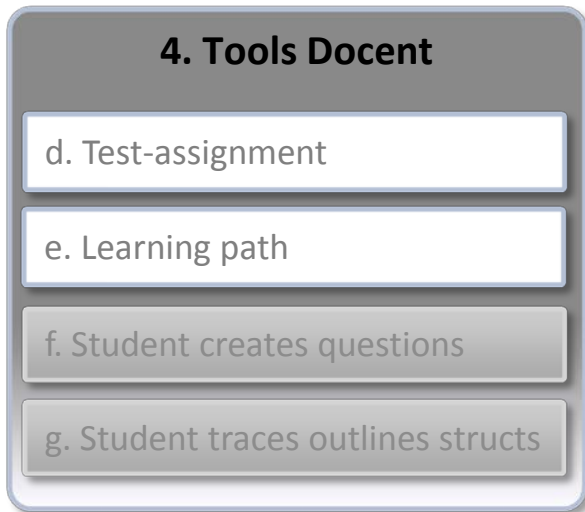 4. Tools Docent
d. Test-assignment
e. Learning path
f. Student creates questions
g. Student traces outlines structs